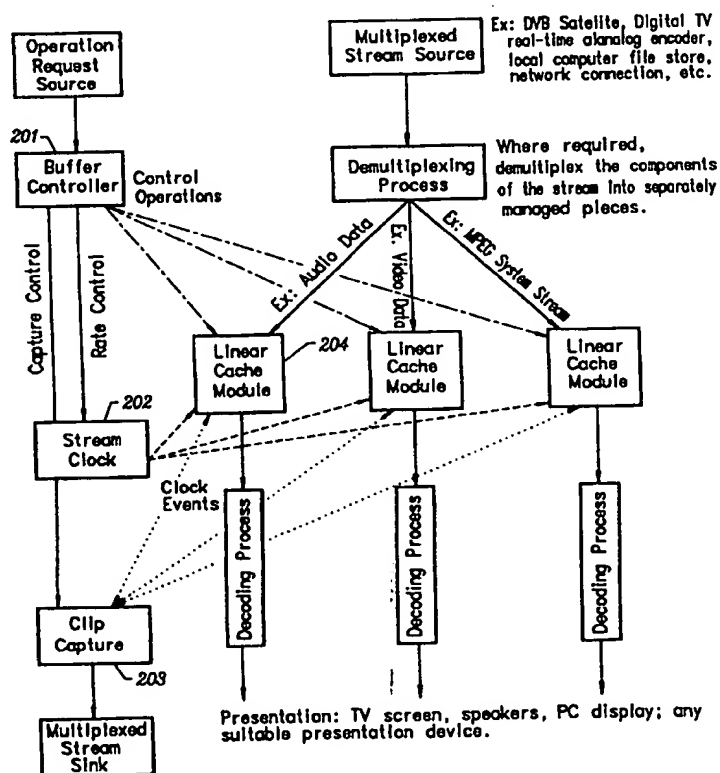 Operation
Request
Source
Multiplexed
Stream Source
Ex: DVB Satelite, Digital TV
real-time alanalog encoder,
local computer file store,
network connection, etc.
201
Buffer
Controller
Control
Operations
Demultiplexing
Process
Where required,
demultiplex the components
of the stream into separately
managed pieces.
Capture Control
Rate Control
Ex: Audio Data
Ex. Video Data
Ex: MPEG System Stream
Linear
Cache
Module
204
Linear
Cache
Module
Linear
Cache
Module
202
Stream
Clock
Clock
Events
Decoding Process
Decoding Process
Decoding Process
Clip
Capture
203
Multiplexed
Stream
Sink
Presentation: TV screen, speakers, PC display; any
suitable presentation device.